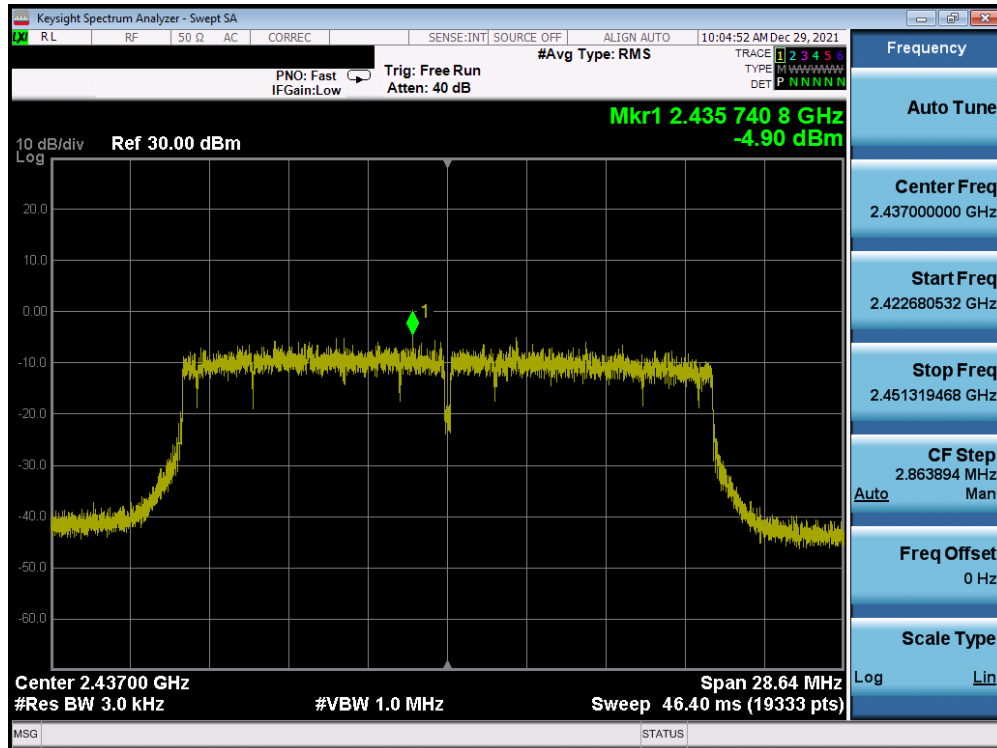 Keysight Spectrum Analyzer - Swept SA
LXI RL RF 50 Ω AC CORREC SENSE:INT SOURCE OFF ALIGN AUTO 10:04:52 AM Dec 29, 2021
#Avg Type: RMS TRACE 1 2 3 4 5 6
PNO: Fast Trig: Free Run TYPE M W W W W W
IFGain:Low Atten: 40 dB DET P N N N N N
Mkr1 2.435 740 8 GHz
-4.90 dBm
10 dB/div Ref 30.00 dBm
Log
20.0
10.0
0.00
1
-10.0
-20.0
-30.0
-40.0
-50.0
-60.0
Center 2.43700 GHz Span 28.64 MHz
#Res BW 3.0 kHz #VBW 1.0 MHz Sweep 46.40 ms (19333 pts)
MSG STATUS
Frequency
Auto Tune
Center Freq
2.437000000 GHz
Start Freq
2.422680532 GHz
Stop Freq
2.451319468 GHz
CF Step
2.863894 MHz
Auto Man
Freq Offset
0 Hz
Scale Type
Log Lin